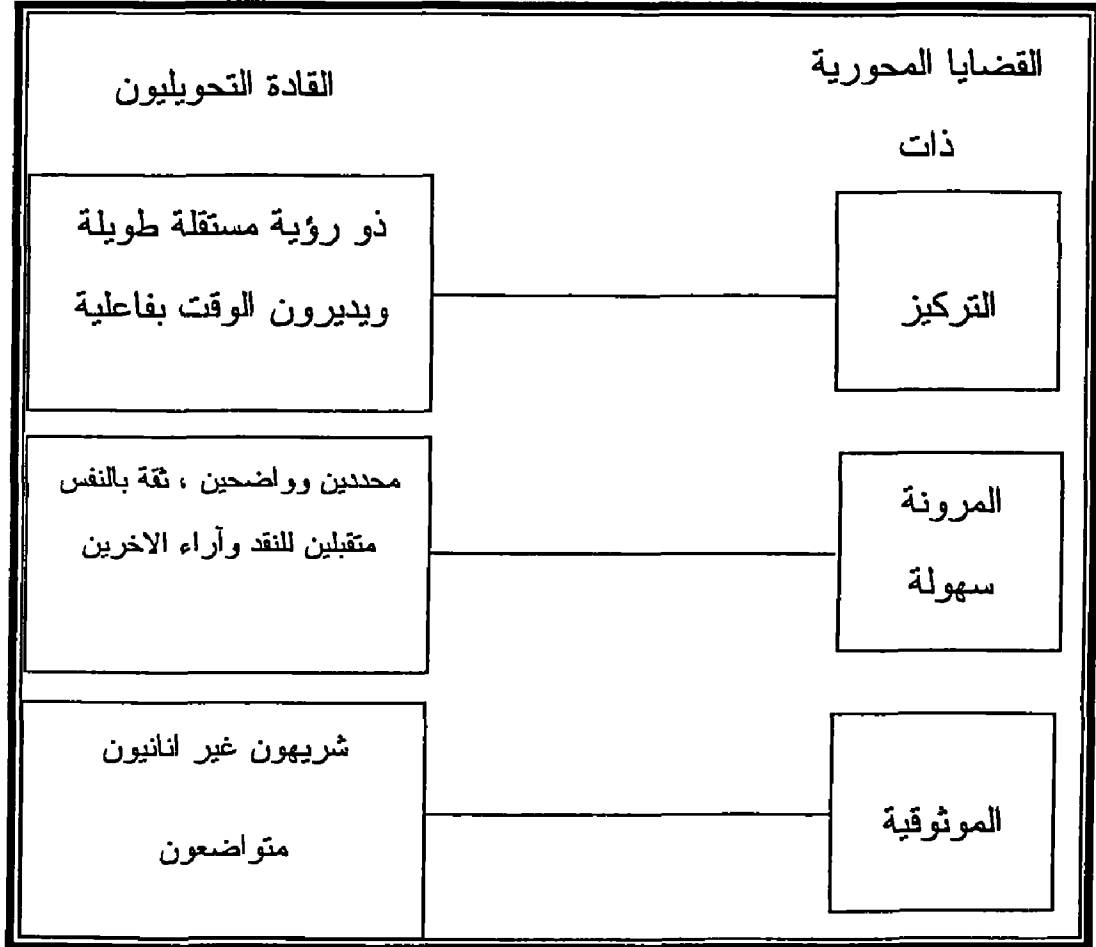 القضايا المحورية
ذات
القادة التحويليون
التركيز
ذو رؤية مستقلة طويلة
ويديرون الوقت بفاعلية
المرونة
سهولة
محددين وواضحين ، ثقة بالنفس
متقبلين للنقد وآراء الاخرين
الموثوقية
شريهون غير انانيون
متواضعون